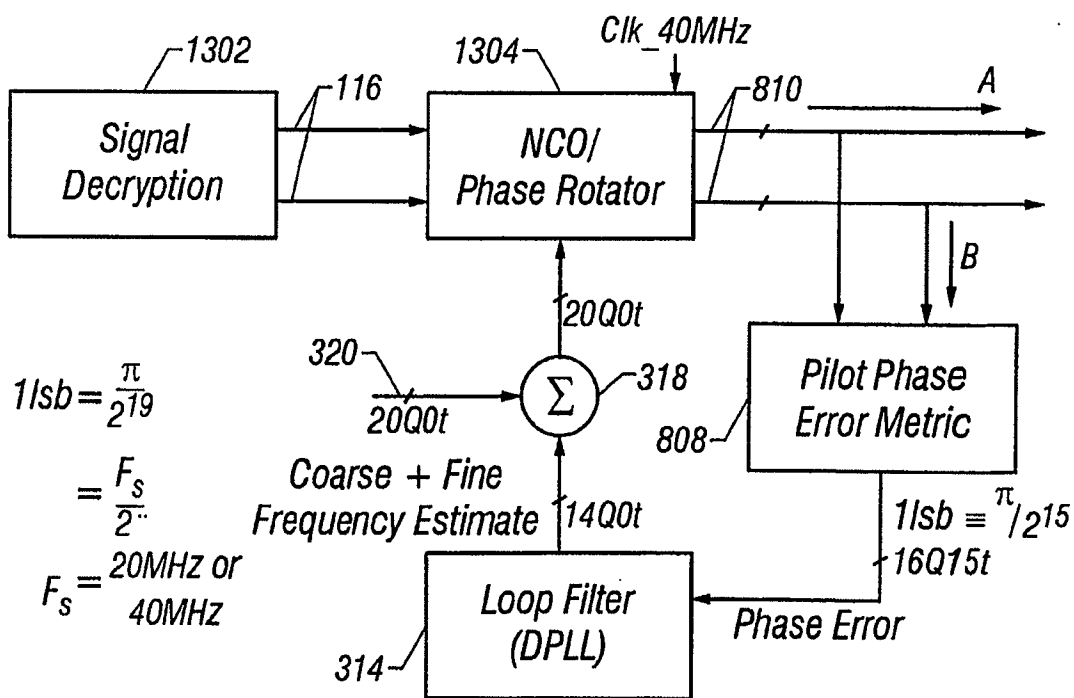 Clk_40MHz
1302
1304
116
810
A
Signal
Decryption
NCO/
Phase Rotator
B
20Q0t
320
318
Σ
20Q0t
1lsb = π/2^19
= F_s/2^¨
F_s = 20MHz or
40MHz
Coarse + Fine
Frequency Estimate
14Q0t
Pilot Phase
Error Metric
808
1lsb ≡ π/2^15
16Q15t
Loop Filter
(DPLL)
314
Phase Error